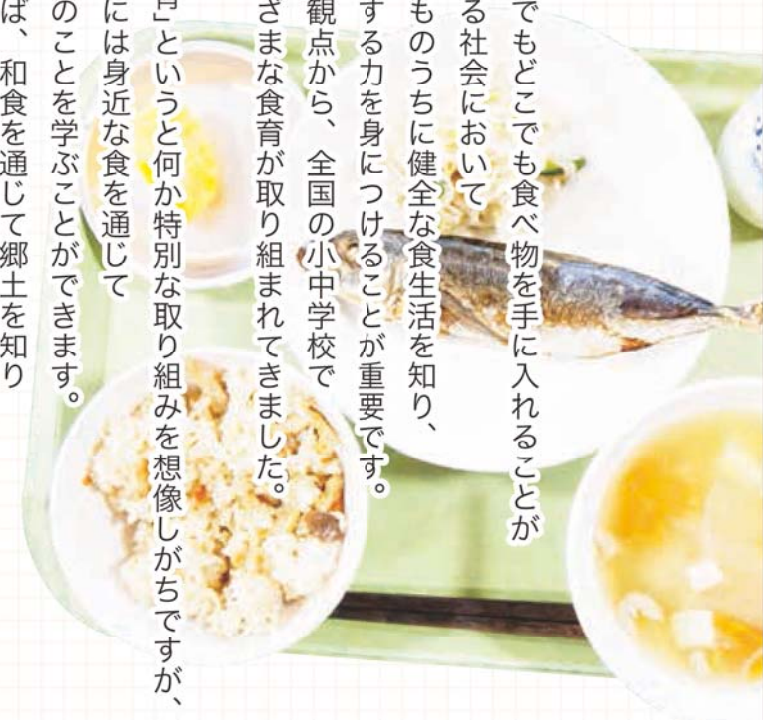 でもどこでも食べ物を手に入れることが
る社会において
ものうちに健全な食生活を知り、
する力を身につけることが重要です。
観点から、全国の小中学校で
ざまな食育が取り組まれてきました。
」というと何か特別な取り組みを想像しがちですが、
には身近な食を通じて
のことを学ぶことができます。
ば、和食を通じて郷土を知り